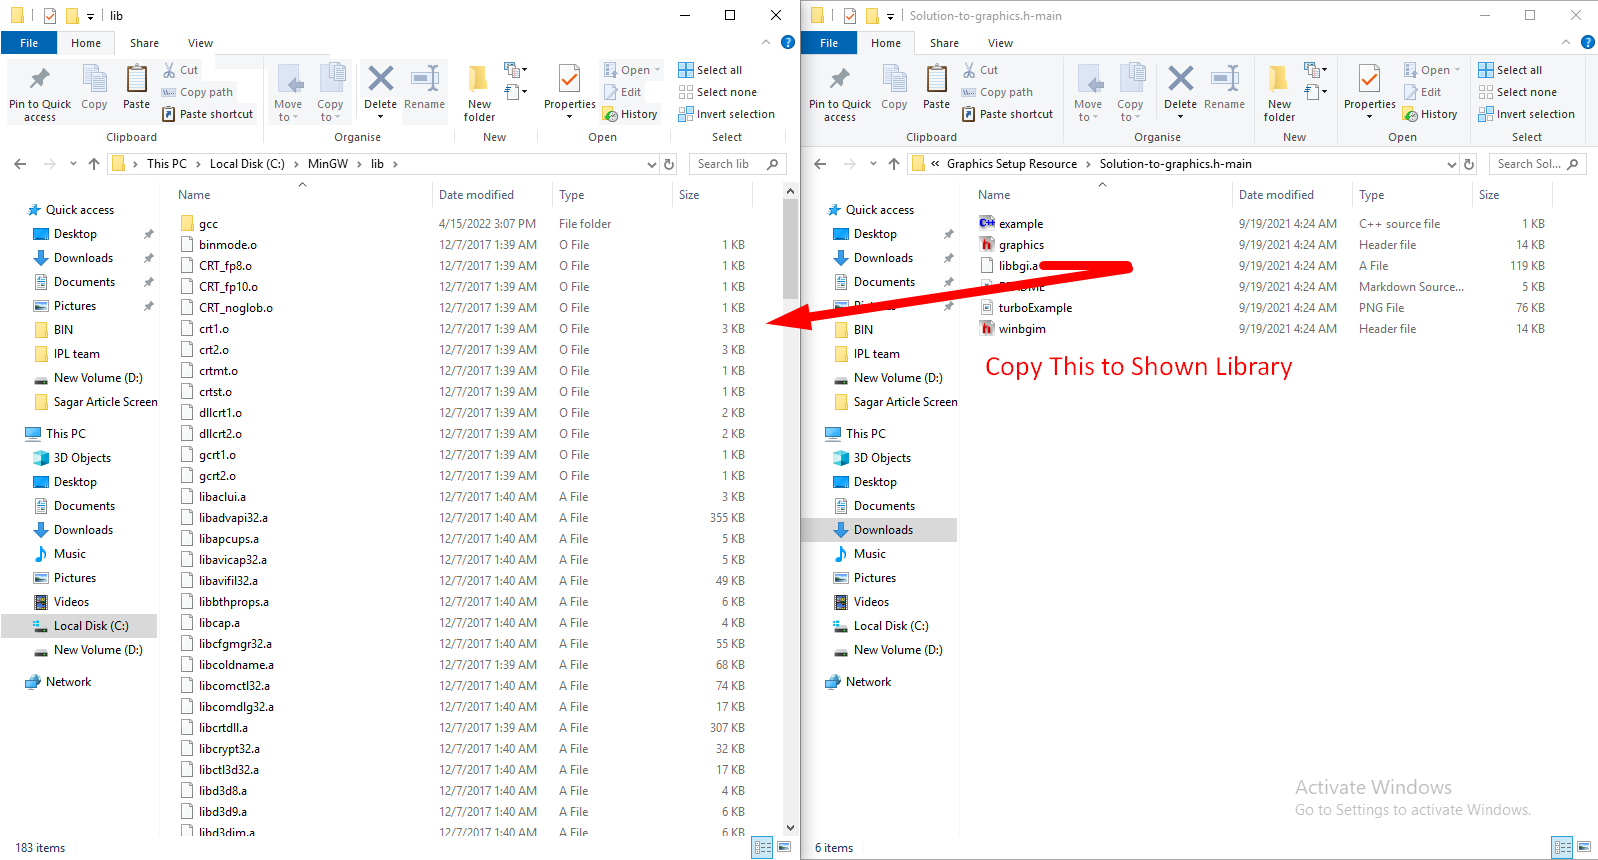 lib
File Home Share View
Pin to Quick access
Copy
Paste
Cut
Copy path
Paste shortcut
Clipboard
Move to
Copy to
Delete
Rename
Organise
New folder
New
Properties
Open
Edit
History
Open
Select all
Select none
Invert selection
Select
This PC > Local Disk (C:) > MinGW > lib >
Search lib
Quick access
Desktop
Downloads
Documents
Pictures
BIN
IPL team
New Volume (D:)
Sagar Article Screen
This PC
3D Objects
Desktop
Documents
Downloads
Music
Pictures
Videos
Local Disk (C:)
New Volume (D:)
Network
Name Date modified Type Size
gcc 4/15/2022 3:07 PM File folder
binmode.o 12/7/2017 1:39 AM O File 1 KB
CRT_fp8.o 12/7/2017 1:39 AM O File 1 KB
CRT_fp10.o 12/7/2017 1:39 AM O File 1 KB
CRT_noglob.o 12/7/2017 1:39 AM O File 1 KB
crt1.o 12/7/2017 1:39 AM O File 3 KB
crt2.o 12/7/2017 1:39 AM O File 3 KB
crtmt.o 12/7/2017 1:39 AM O File 1 KB
crtst.o 12/7/2017 1:39 AM O File 1 KB
dllcrt1.o 12/7/2017 1:39 AM O File 2 KB
dllcrt2.o 12/7/2017 1:39 AM O File 2 KB
gcrt1.o 12/7/2017 1:39 AM O File 1 KB
gcrt2.o 12/7/2017 1:39 AM O File 1 KB
libaclui.a 12/7/2017 1:40 AM A File 3 KB
libadvapi32.a 12/7/2017 1:40 AM A File 355 KB
libapcups.a 12/7/2017 1:40 AM A File 5 KB
libavicap32.a 12/7/2017 1:40 AM A File 5 KB
libavifil32.a 12/7/2017 1:40 AM A File 49 KB
libbthprops.a 12/7/2017 1:40 AM A File 6 KB
libcap.a 12/7/2017 1:40 AM A File 4 KB
libcfgmgr32.a 12/7/2017 1:40 AM A File 55 KB
libcoldname.a 12/7/2017 1:39 AM A File 68 KB
libcomctl32.a 12/7/2017 1:40 AM A File 74 KB
libcomdlg32.a 12/7/2017 1:40 AM A File 17 KB
libcrtdll.a 12/7/2017 1:39 AM A File 307 KB
libcrypt32.a 12/7/2017 1:40 AM A File 32 KB
libctl3d32.a 12/7/2017 1:40 AM A File 17 KB
libd3d8.a 12/7/2017 1:40 AM A File 4 KB
libd3d9.a 12/7/2017 1:40 AM A File 6 KB
libd3dim.a 12/7/2017 1:40 AM A File 6 KB
183 items
Solution-to-graphics.h-main
File Home Share View
Pin to Quick access
Copy
Paste
Cut
Copy path
Paste shortcut
Clipboard
Move to
Copy to
Delete
Rename
Organise
New folder
New
Properties
Open
Edit
History
Open
Select all
Select none
Invert selection
Select
« Graphics Setup Resource > Solution-to-graphics.h-main
Search Sol...
Quick access
Desktop
Downloads
Documents
BIN
IPL team
New Volume (D:)
Sagar Article Screen
This PC
3D Objects
Desktop
Documents
Downloads
Music
Pictures
Videos
Local Disk (C:)
New Volume (D:)
Network
Name Date modified Type Size
example 9/19/2021 4:24 AM C++ source file 1 KB
graphics 9/19/2021 4:24 AM Header file 14 KB
libbgi.a 9/19/2021 4:24 AM A File 119 KB
README 9/19/2021 4:24 AM Markdown Source... 5 KB
turboExample 9/19/2021 4:24 AM PNG File 76 KB
winbgim 9/19/2021 4:24 AM Header file 14 KB
Copy This to Shown Library
Activate Windows
Go to Settings to activate Windows.
6 items